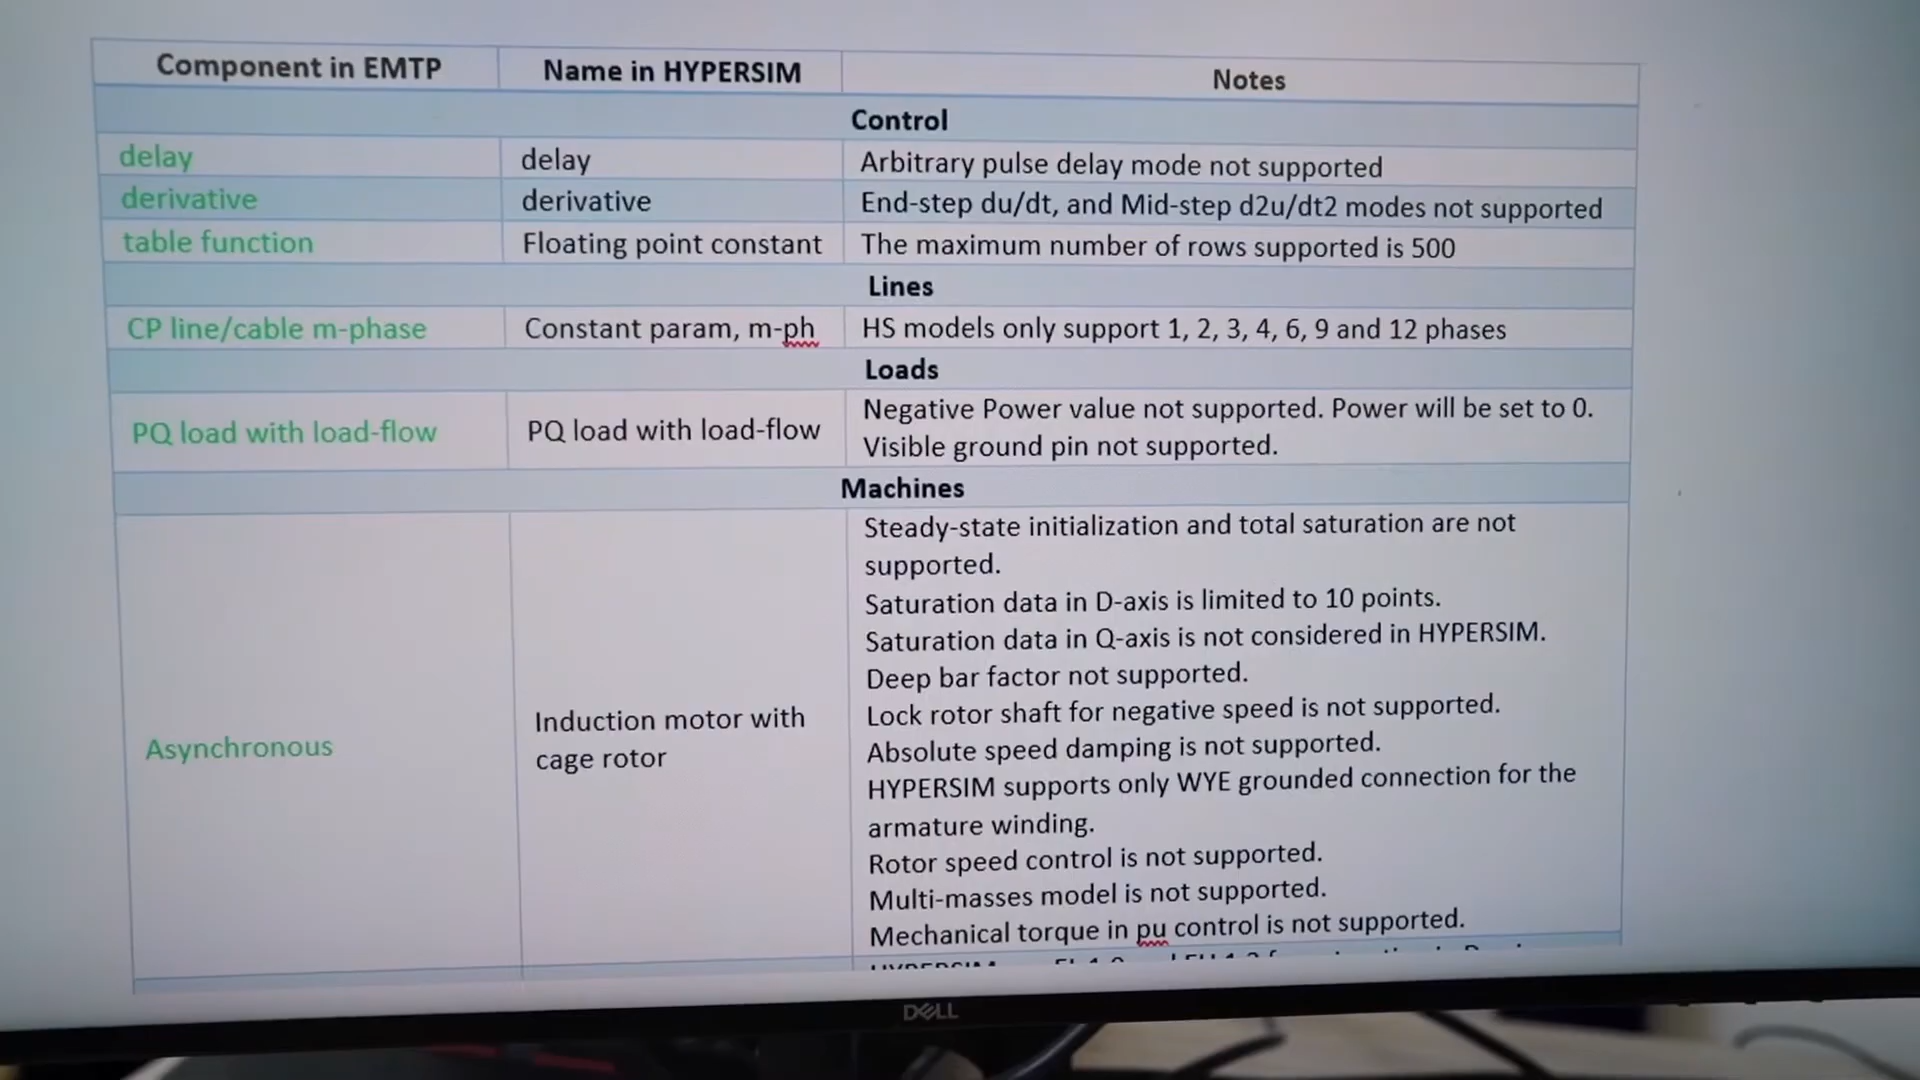 Component in EMTP
Name in HYPERSIM
Notes
Control
delay
delay
Arbitrary pulse delay mode not supported
derivative
derivative
End-step du/dt, and Mid-step d2u/dt2 modes not supported
table function
Floating point constant
The maximum number of rows supported is 500
Lines
CP line/cable m-phase
Constant param, m-ph
HS models only support 1, 2, 3, 4, 6, 9 and 12 phases
Loads
PQ load with load-flow
PQ load with load-flow
Negative Power value not supported. Power will be set to 0.
Visible ground pin not supported.
Machines
Asynchronous
Induction motor with
cage rotor
Steady-state initialization and total saturation are not
supported.
Saturation data in D-axis is limited to 10 points.
Saturation data in Q-axis is not considered in HYPERSIM.
Deep bar factor not supported.
Lock rotor shaft for negative speed is not supported.
Absolute speed damping is not supported.
HYPERSIM supports only WYE grounded connection for the
armature winding.
Rotor speed control is not supported.
Multi-masses model is not supported.
Mechanical torque in pu control is not supported.
HYPERSIM
DELL